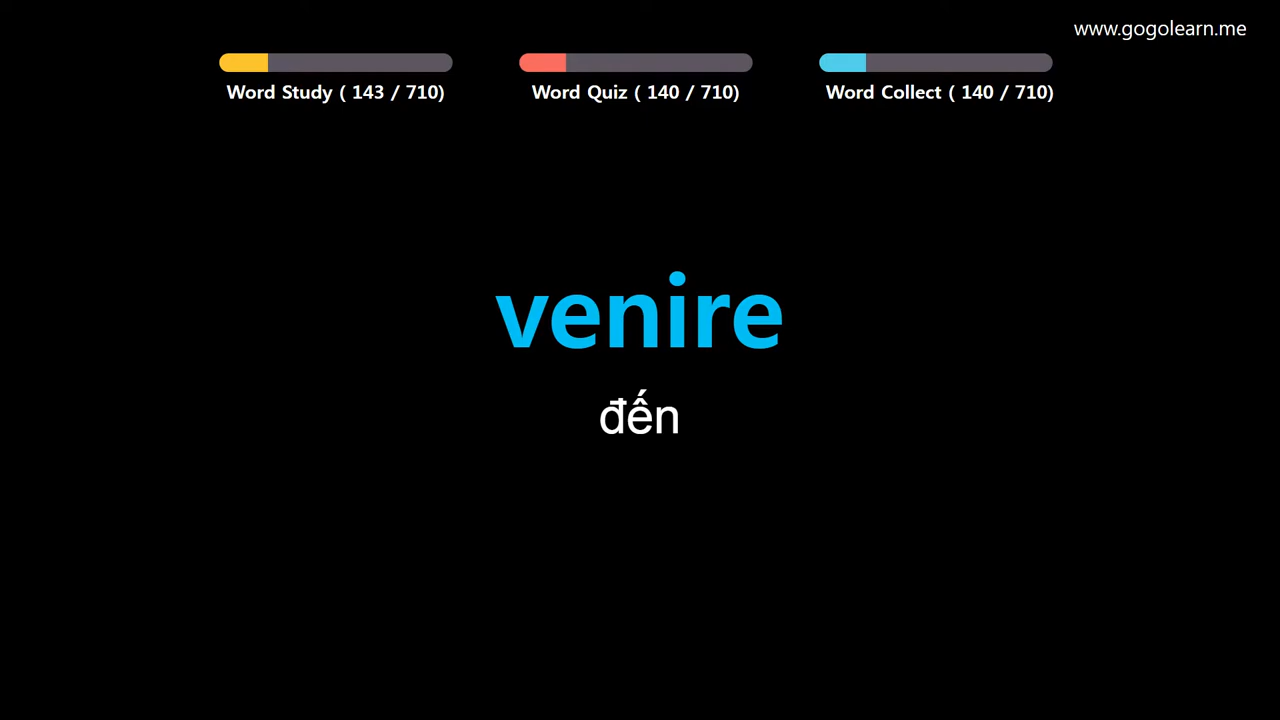 www.gogolearn.me
Word Study ( 143 / 710)
Word Quiz ( 140 / 710)
Word Collect ( 140 / 710)
venire
đến